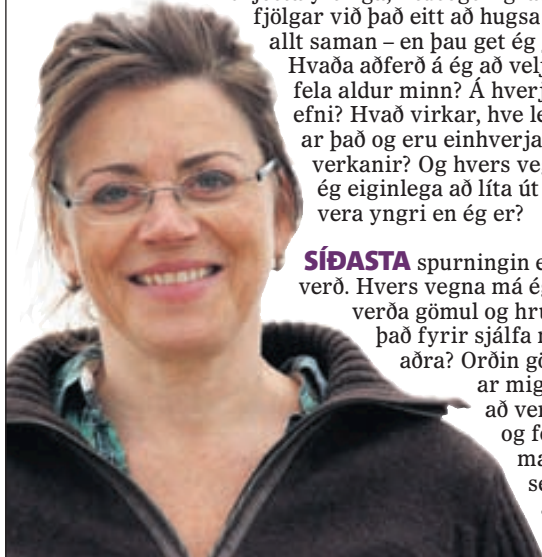 fjölgar við það eitt að hugsa
allt saman – en þau get ég
Hvaða aðferð á ég að vel
fela aldur minn? Á hverj
efni? Hvað virkar, hve le
ar það og eru einhverja
verkanir? Og hvers ve
ég eiginlega að líta út
vera yngri en ég er?
SÍÐASTA spurningin e
verð. Hvers vegna má ég
verða gömul og hru
það fyrir sjálfa
aðra? Orðin gö
ar mig
að ver
og fe
ma
se